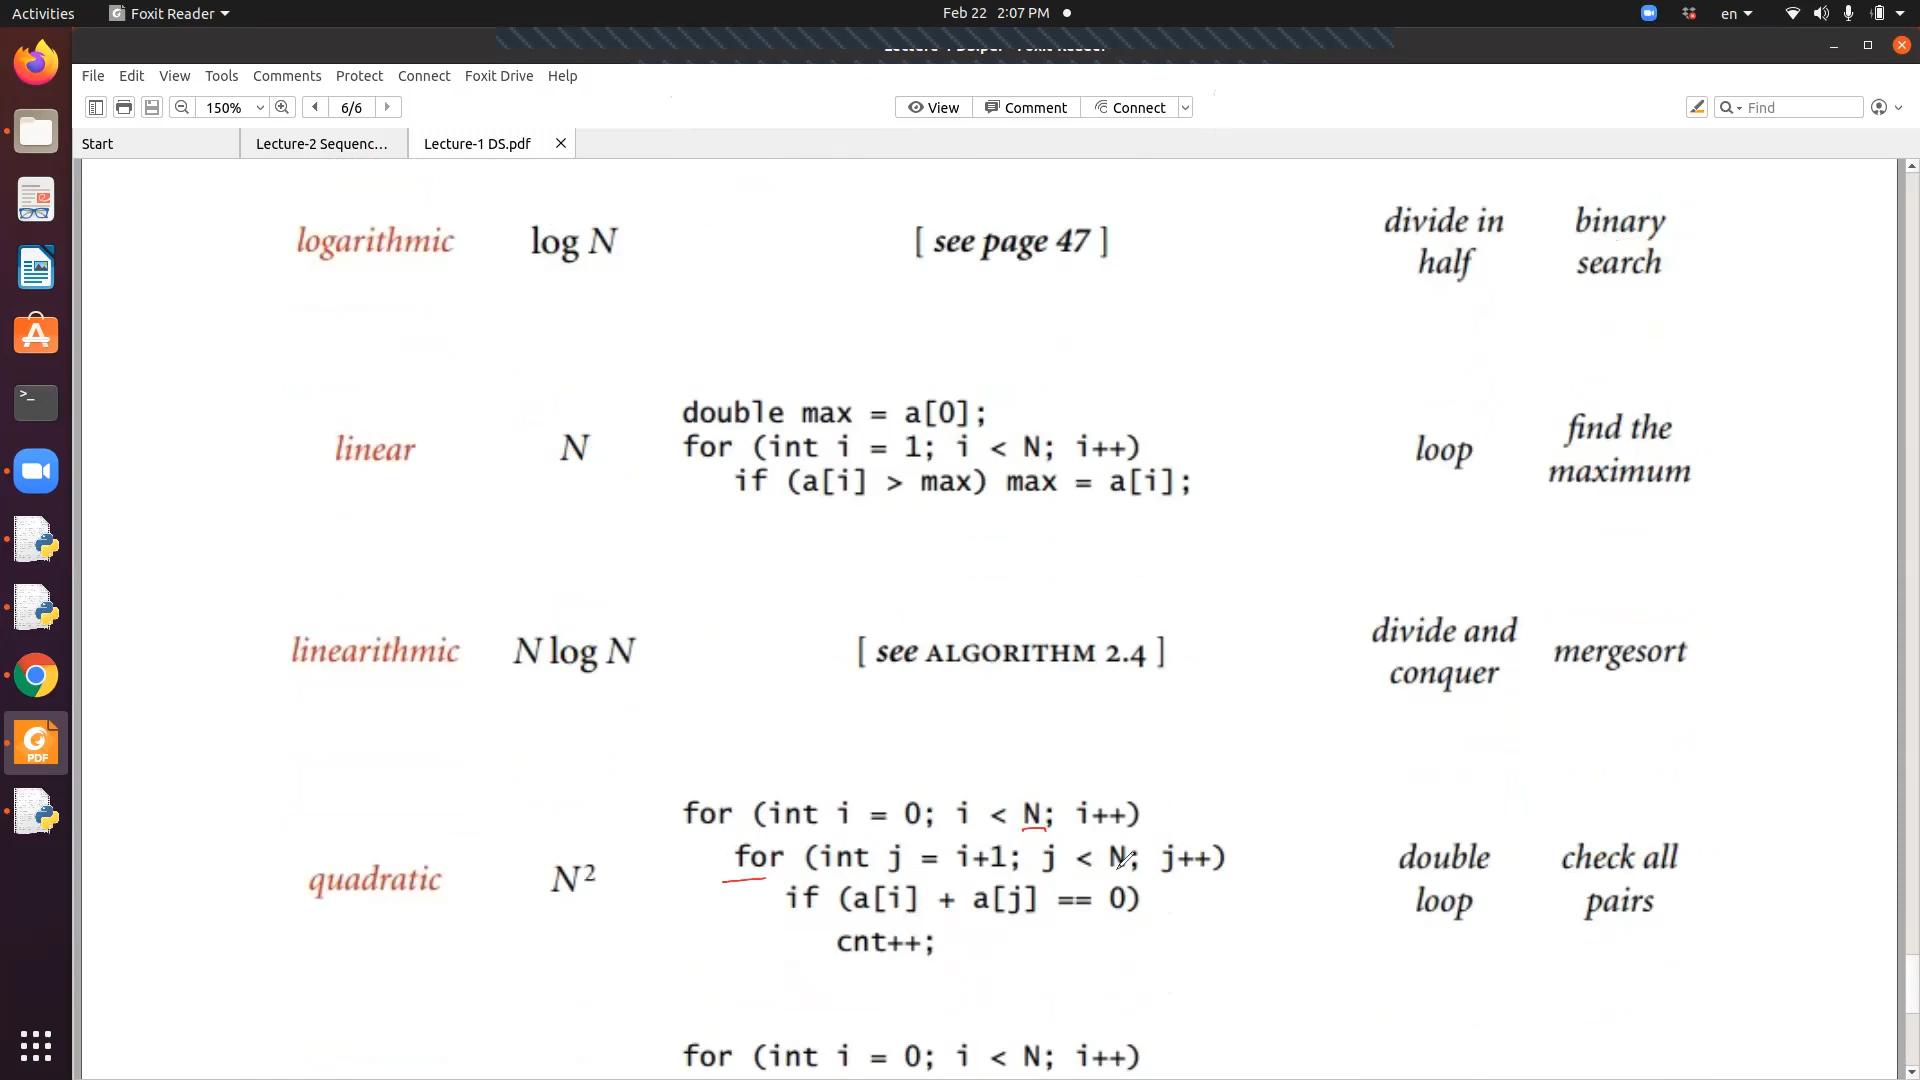 Activities
Foxit Reader
Feb 22 2:07 PM
en
File Edit View Tools Comments Protect Connect Foxit Drive Help
150%
6/6
View
Comment
Connect
Find
Start
Lecture-2 Sequenc...
Lecture-1 DS.pdf
logarithmic log N [ see page 47 ] divide in half binary search
linear N
double max = a[0];
for (int i = 1; i < N; i++)
if (a[i] > max) max = a[i];
loop
find the maximum
linearithmic N log N [ see ALGORITHM 2.4 ] divide and conquer mergesort
quadratic N²
for (int i = 0; i < N; i++)
for (int j = i+1; j < N; j++)
if (a[i] + a[j] == 0)
cnt++;
double loop
check all pairs
for (int i = 0; i < N; i++)
PDF